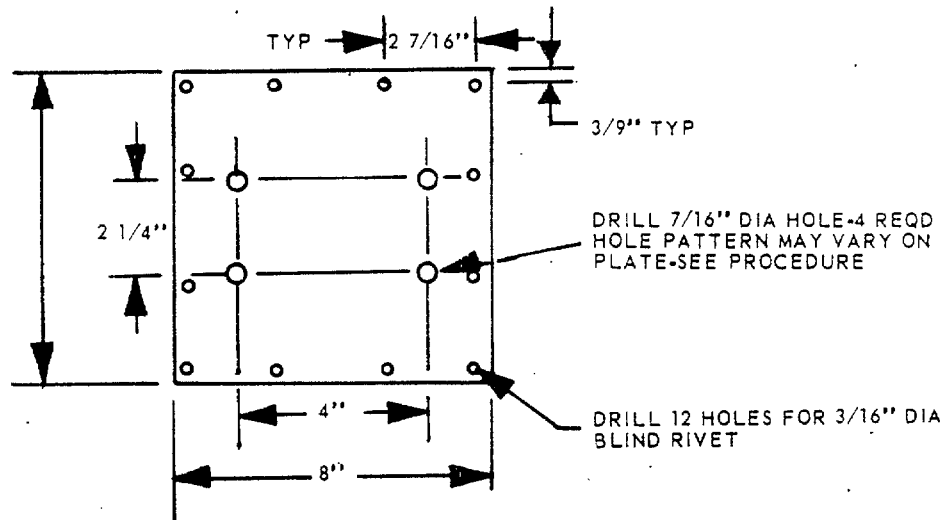 TYP 2 7/16"
3/9" TYP
2 1/4"
DRILL 7/16" DIA HOLE-4 REQD
HOLE PATTERN MAY VARY ON
PLATE-SEE PROCEDURE
4"
DRILL 12 HOLES FOR 3/16" DIA
BLIND RIVET
8"